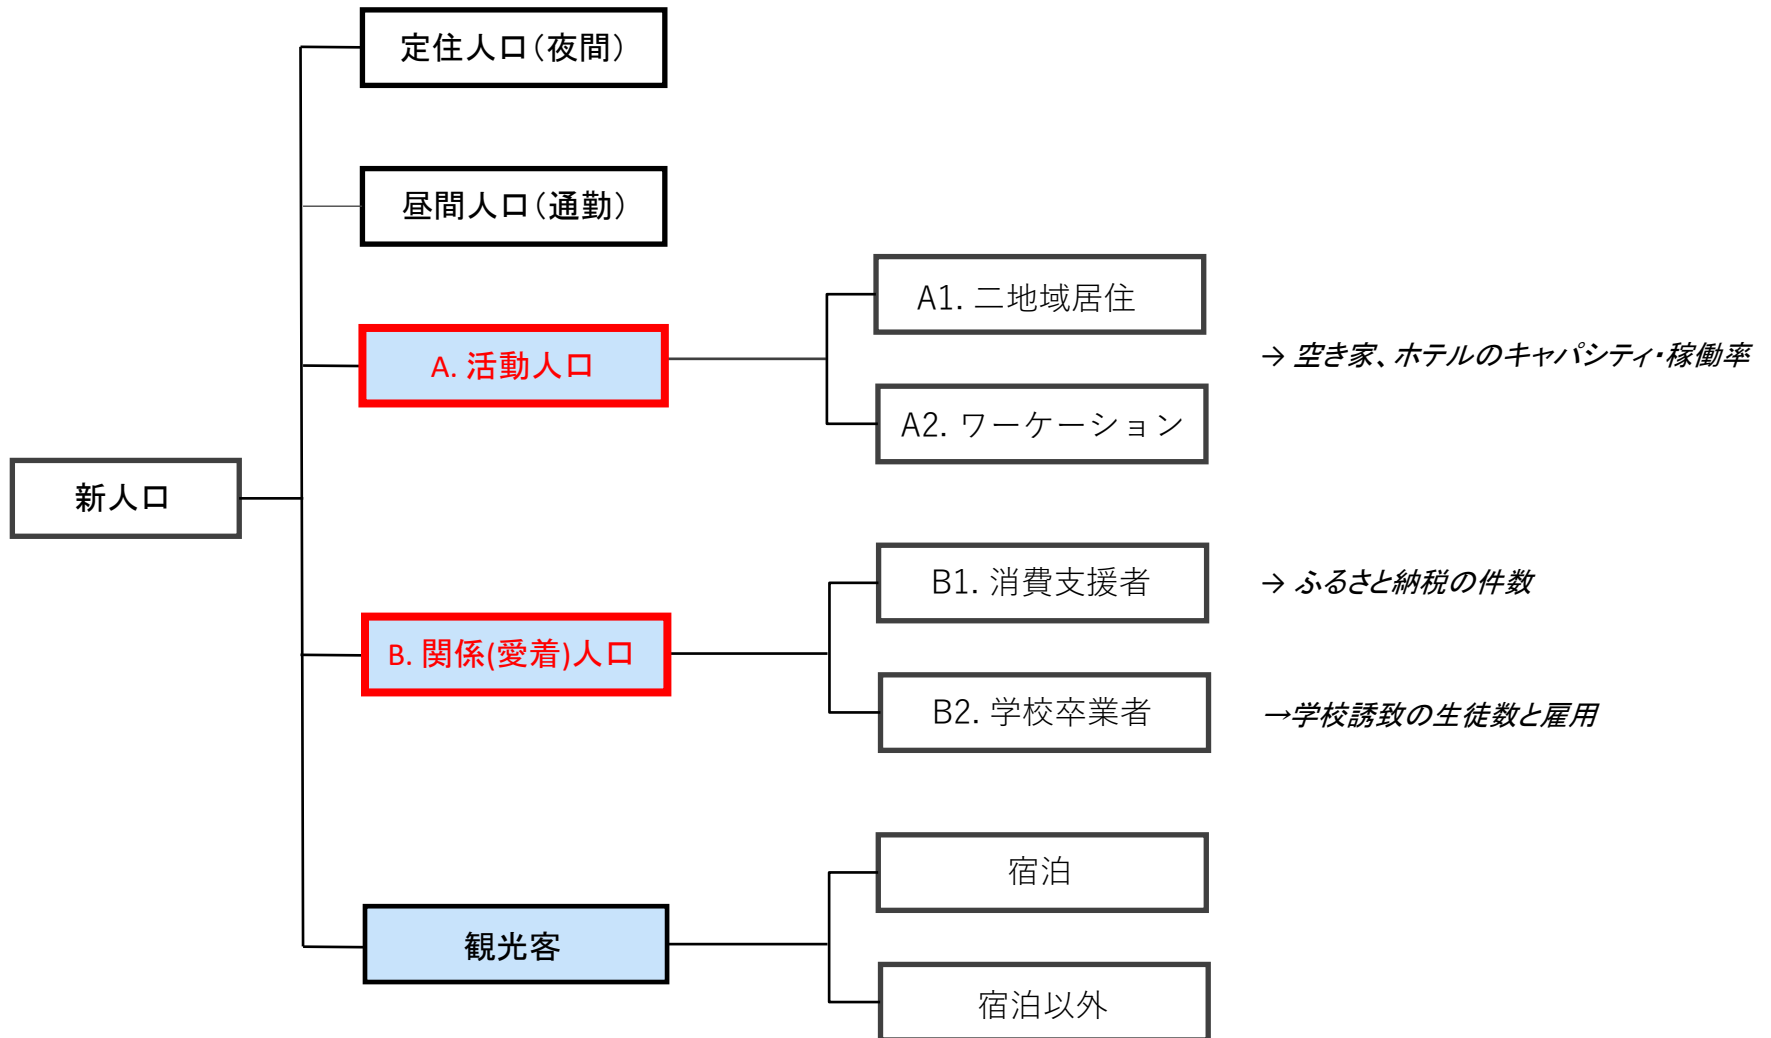 定住人口（夜間）
昼間人口（通勤）
A1. 二地域居住
A. 活動人口
→ 空き家、ホテルのキャパシティ・稼働率
A2. ワーケーション
新人口
B1. 消費支援者
→ ふるさと納税の件数
B. 関係(愛着)人口
B2. 学校卒業者
→学校誘致の生徒数と雇用
宿泊
観光客
宿泊以外